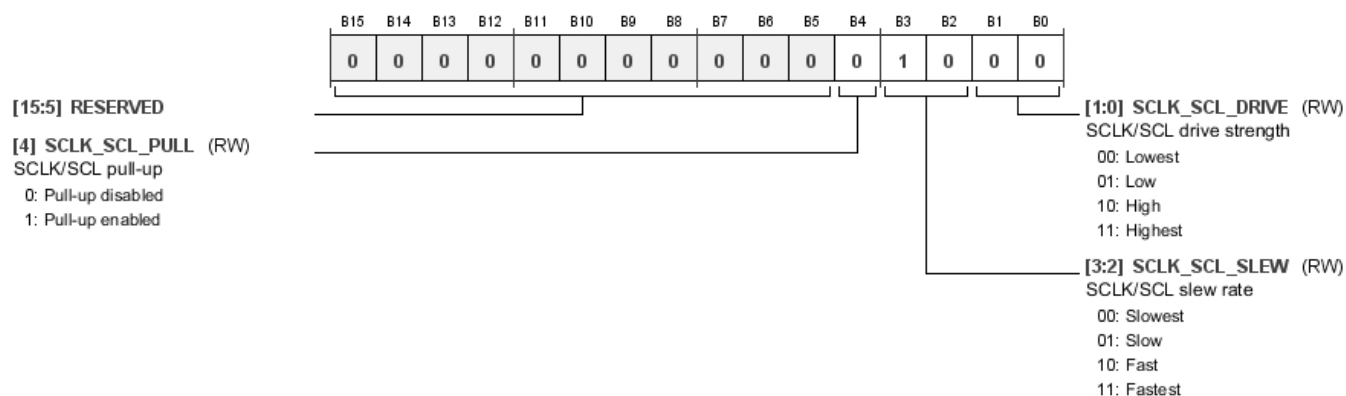 B15 B14 B13 B12 B11 B10 B9 B8 B7 B6 B5 B4 B3 B2 B1 B0
0 0 0 0 0 0 0 0 0 0 0 0 1 0 0 0
[15:5] RESERVED
[4] SCLK_SCL_PULL (RW)
SCLK/SCL pull-up
0: Pull-up disabled
1: Pull-up enabled
[1:0] SCLK_SCL_DRIVE (RW)
SCLK/SCL drive strength
00: Lowest
01: Low
10: High
11: Highest
[3:2] SCLK_SCL_SLEW (RW)
SCLK/SCL slew rate
00: Slowest
01: Slow
10: Fast
11: Fastest